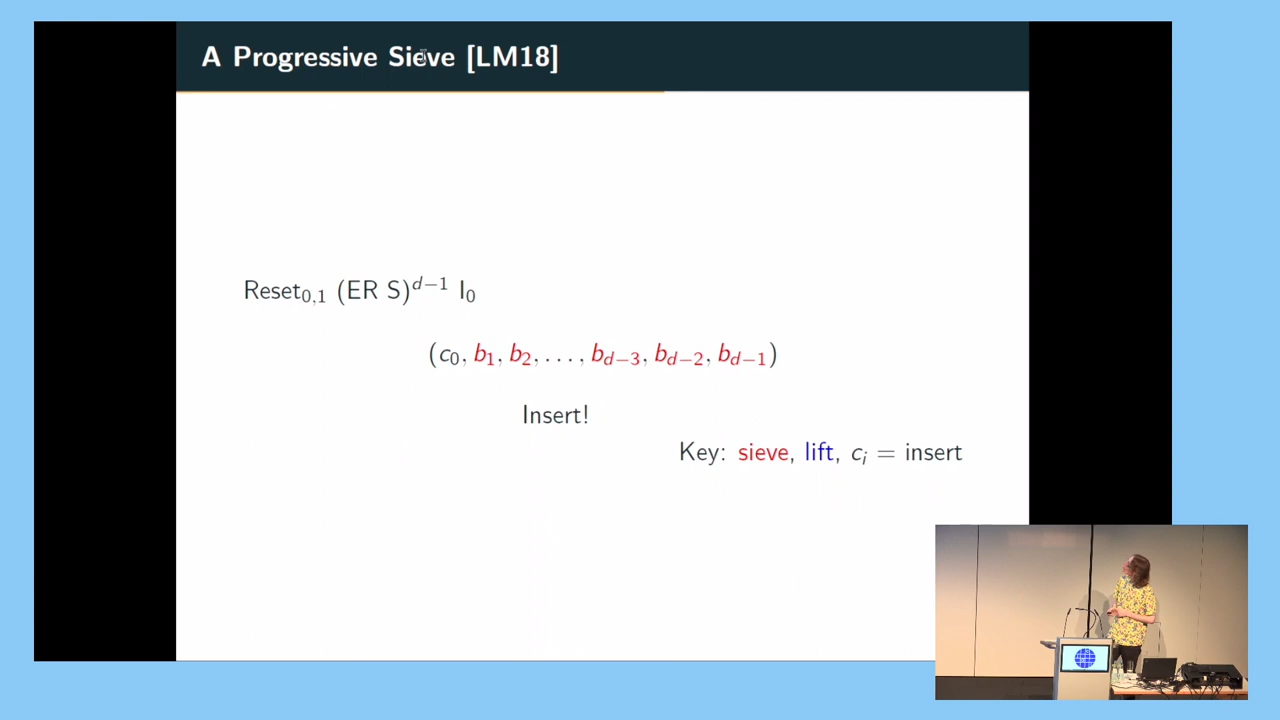 A Progressive Sieve [LM18]
Reset₀,₁ (ER S)ᵈ⁻¹ I₀
(c₀, b₁, b₂, . . . , b_{d−3}, b_{d−2}, b_{d−1})
Insert!
Key: sieve, lift, cᵢ = insert